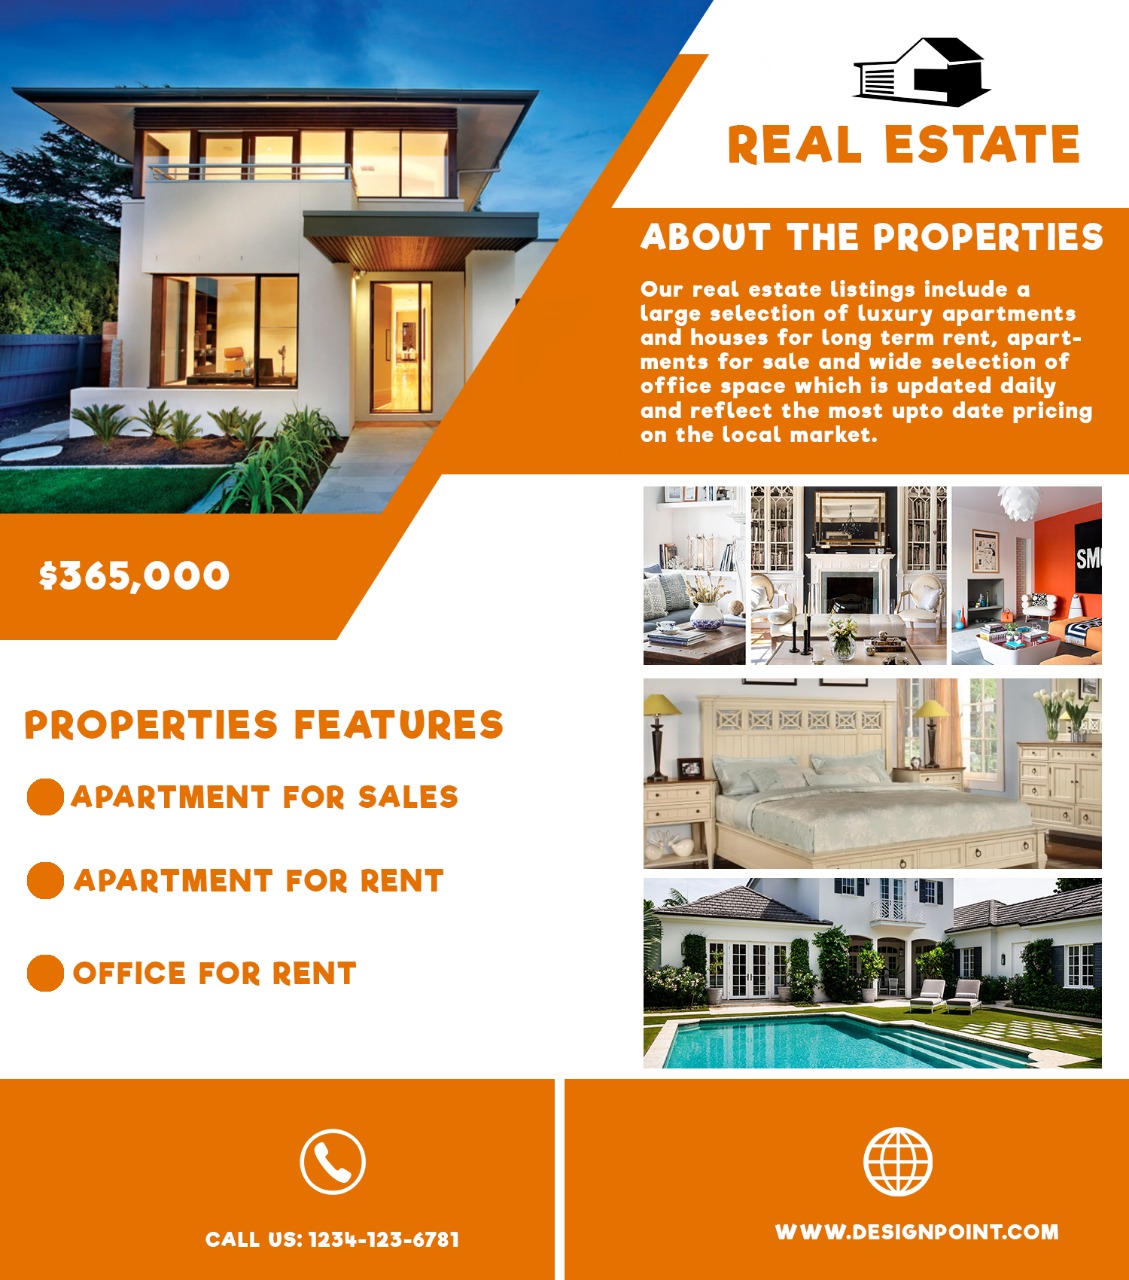 REAL ESTATE
ABOUT THE PROPERTIES
Our real estate listings include a
large selection of luxury apartments
and houses for long term rent, apart-
ments for sale and wide selection of
office space which is updated daily
and reflect the most upto date pricing
on the local market.
$365,000
SMO
PROPERTIES FEATURES
APARTMENT FOR SALES
APARTMENT FOR RENT
OFFICE FOR RENT
CALL US: 1234-123-6781
WWW.DESIGNPOINT.COM